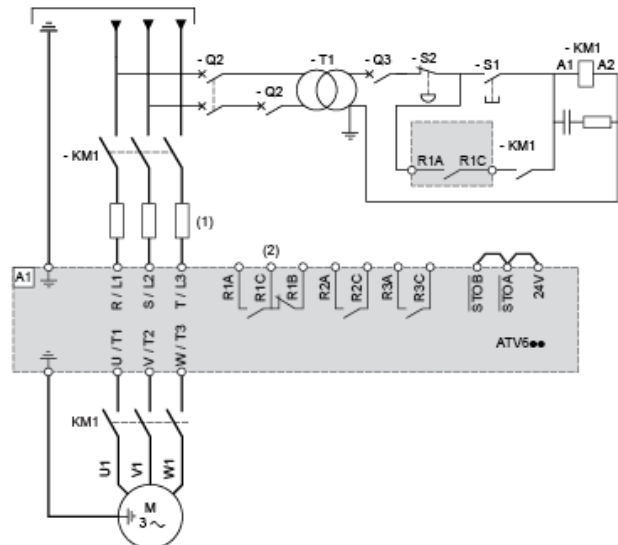 - Q2
- T1
- Q3
- S2
- S1
- KM1
A1
A2
- Q2
- KM1
R1A
R1C
- KM1
(1)
(2)
A1
R / L1
S / L2
T / L3
R1A
R1C
R1B
R2A
R2C
R3A
R3C
STOB
STOA
24V
U / T1
V / T2
W / T3
ATV6●●
KM1
U1
V1
W1
M
3 ~